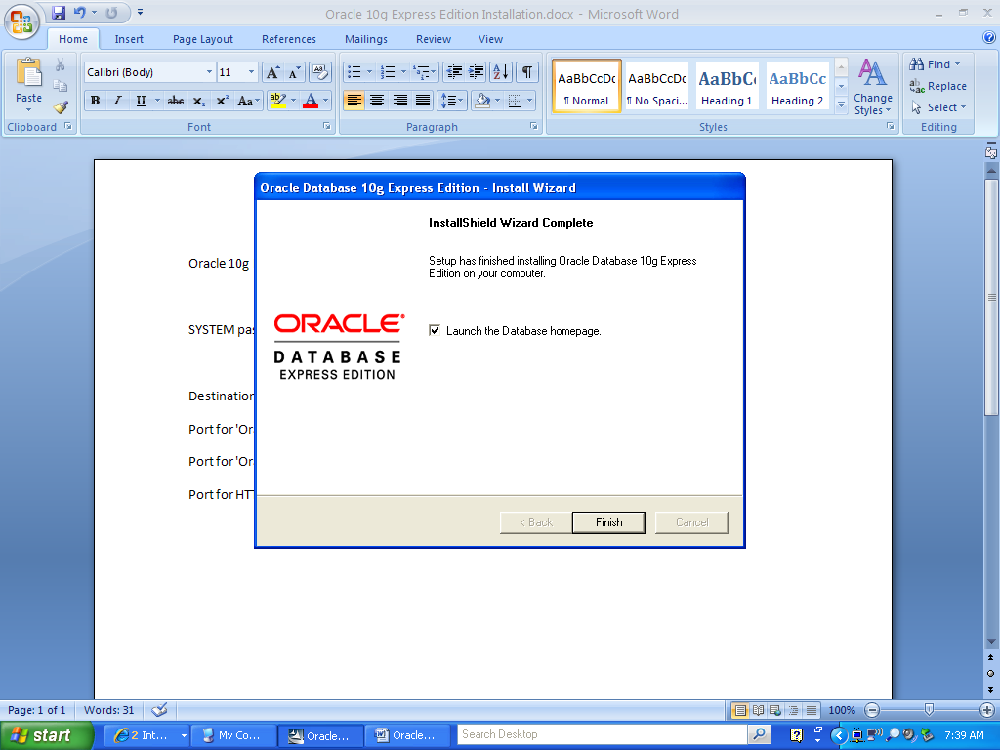 Oracle 10g Express Edition Installation.docx - Microsoft Word
Home Insert Page Layout References Mailings Review View
Paste
Calibri (Body) 11
B I U abc X₂ X² Aa ab A
Clipboard Font Paragraph Styles Editing
AaBbCcDc AaBbCcDc AaBbC AaBbCc
¶ Normal ¶ No Spaci... Heading 1 Heading 2
Change
Styles
Find
Replace
Select
Oracle Database 10g Express Edition - Install Wizard
InstallShield Wizard Complete
Setup has finished installing Oracle Database 10g Express
Edition on your computer.
ORACLE®
DATABASE
EXPRESS EDITION
Launch the Database homepage.
< Back Finish Cancel
Oracle 10g
SYSTEM pas
Destination
Port for 'Or
Port for 'Or
Port for HT
Page: 1 of 1 Words: 31 100%
start 2 Int... My Co... Oracle... Oracle... Search Desktop 7:39 AM